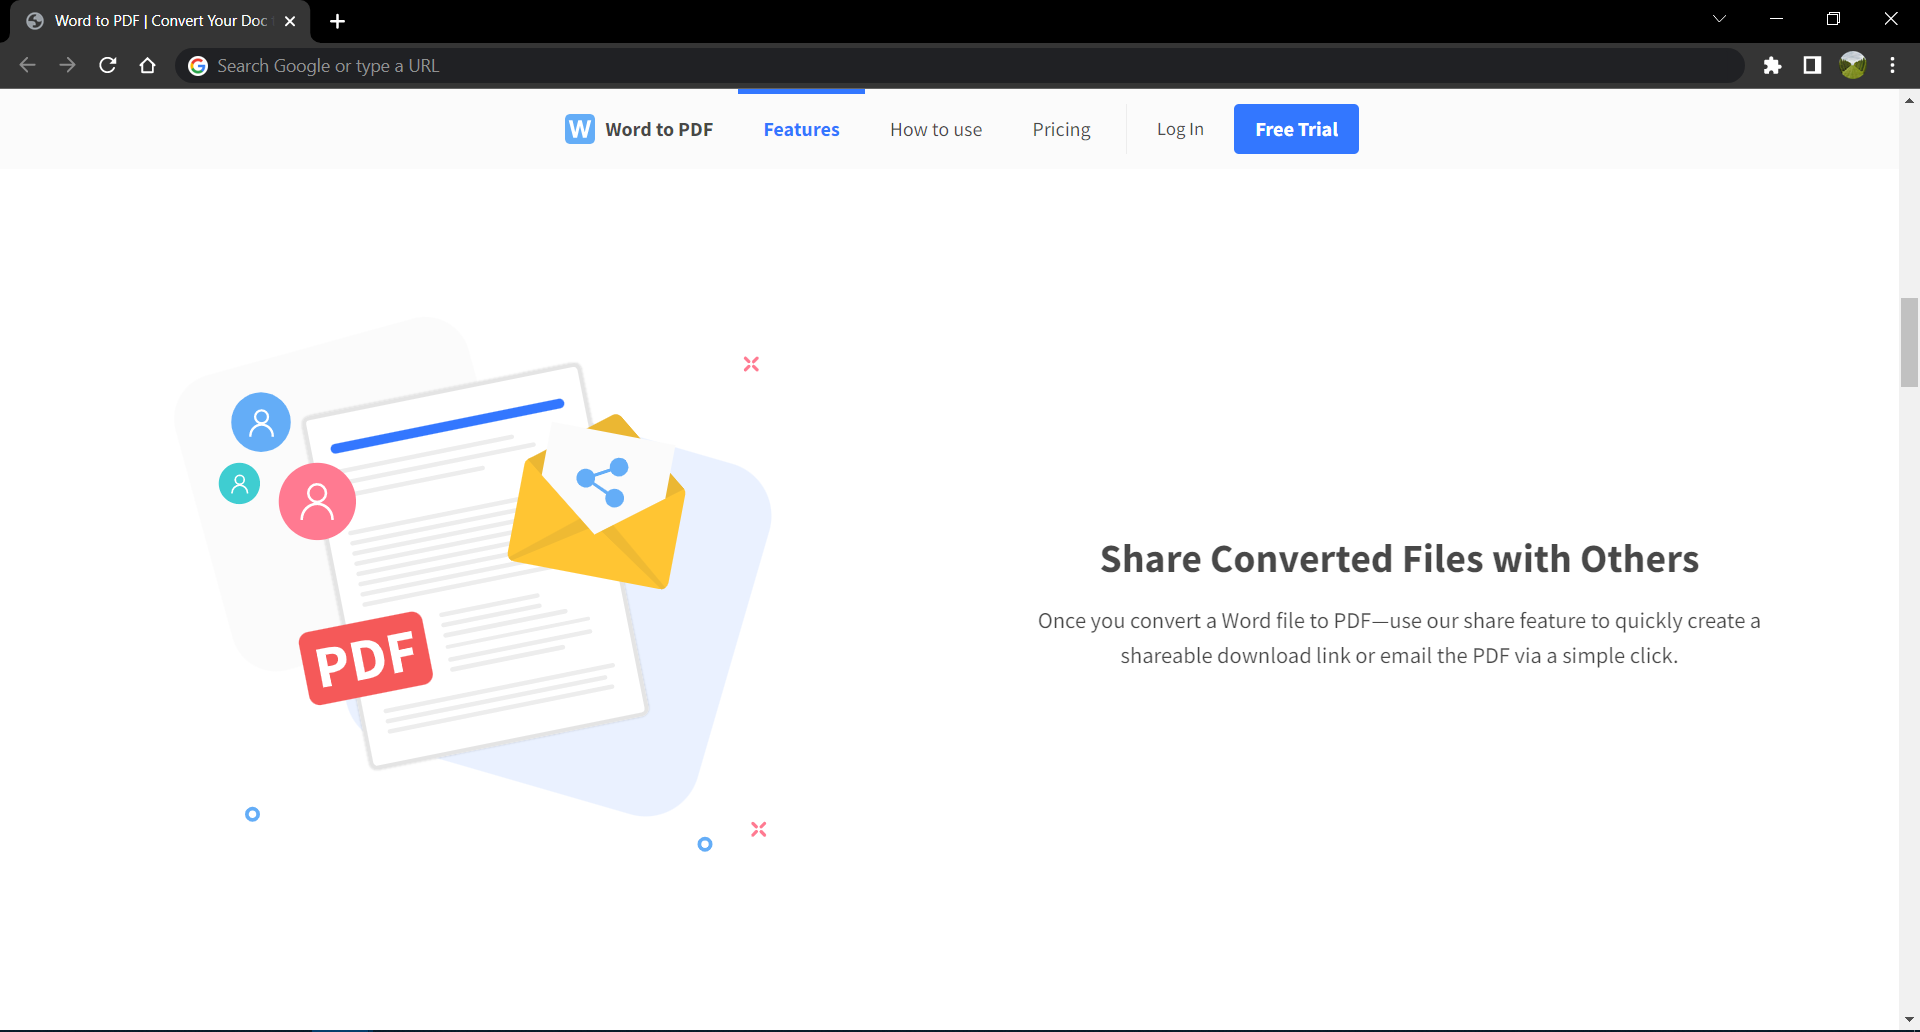 Word to PDF | Convert Your Doc
Search Google or type a URL
W Word to PDF
Features
How to use
Pricing
Log In
Free Trial
PDF
Share Converted Files with Others
Once you convert a Word file to PDF—use our share feature to quickly create a
shareable download link or email the PDF via a simple click.